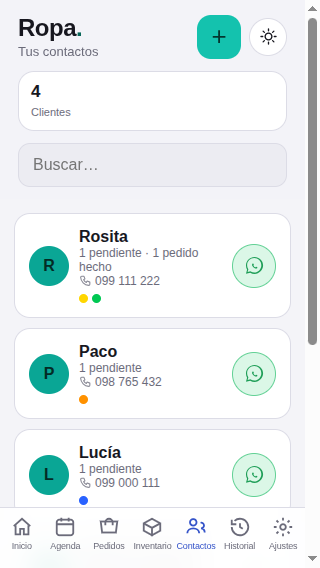 Ropa.
Tus contactos
4
Clientes
Buscar…
R
Rosita
1 pendiente · 1 pedido
hecho
099 111 222
P
Paco
1 pendiente
098 765 432
L
Lucía
1 pendiente
099 000 111
Inicio
Agenda
Pedidos
Inventario
Contactos
Historial
Ajustes